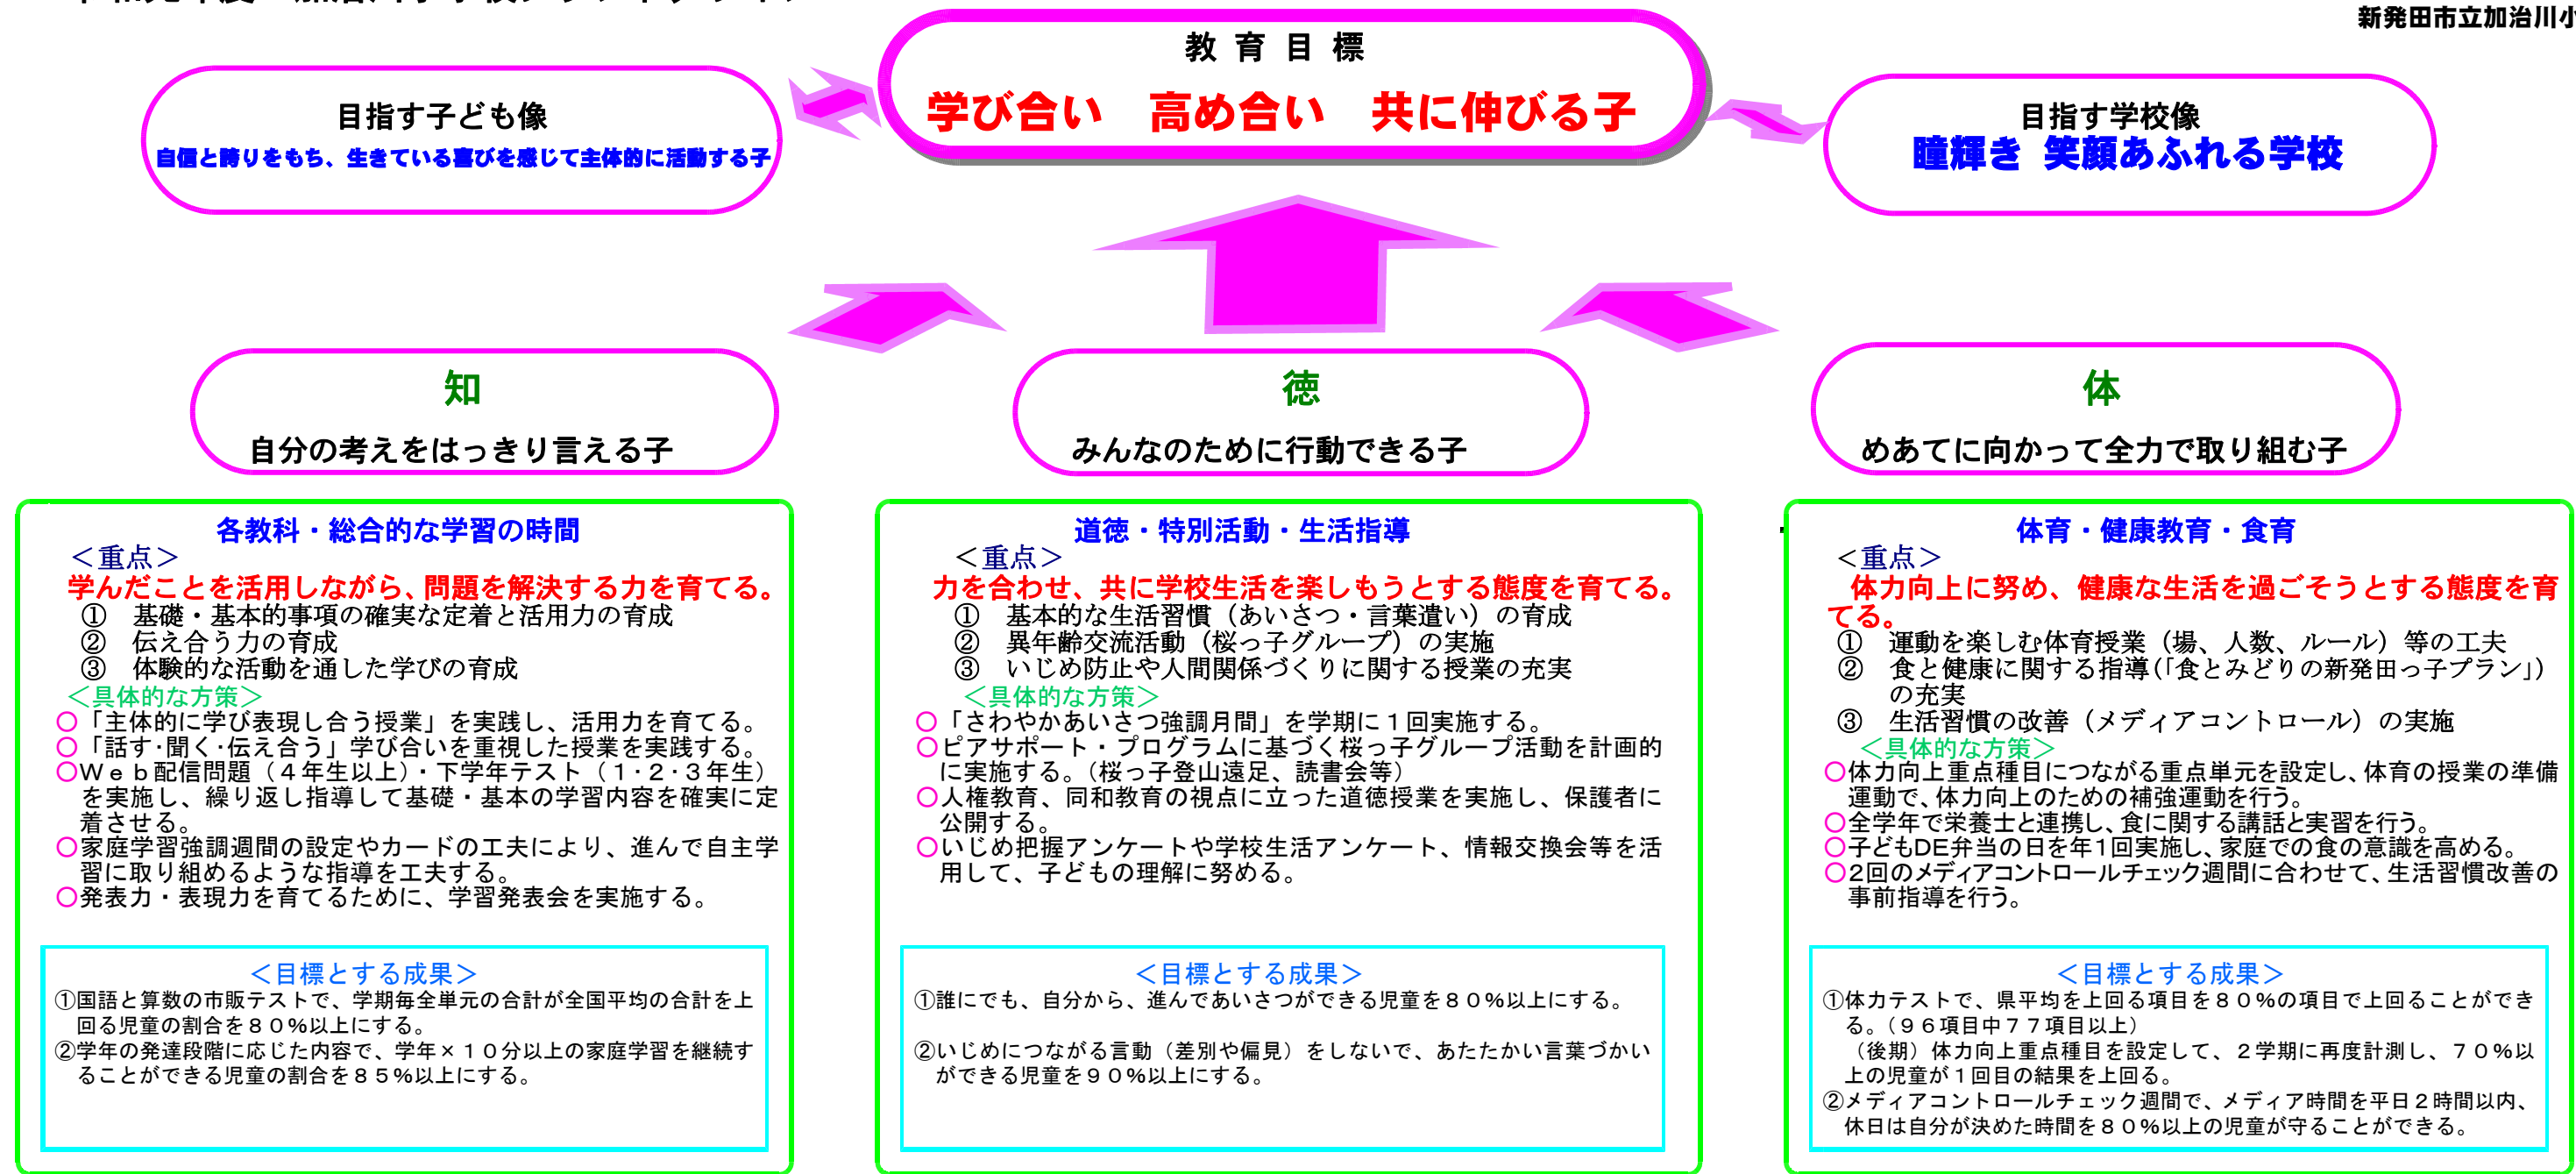 新発田市立加治川小
教 育 目 標
学び合い　高め合い　共に伸びる子
目指す子ども像
自信と誇りをもち、生きている喜びを感じて主体的に活動する子
目指す学校像
瞳輝き 笑顔あふれる学校
知
自分の考えをはっきり言える子
徳
みんなのために行動できる子
体
めあてに向かって全力で取り組む子
各教科・総合的な学習の時間
＜重点＞
学んだことを活用しながら、問題を解決する力を育てる。
①　基礎・基本的事項の確実な定着と活用力の育成
②　伝え合う力の育成
③　体験的な活動を通した学びの育成
＜具体的な方策＞
○「主体的に学び表現し合う授業」を実践し、活用力を育てる。
○「話す・聞く・伝え合う」学び合いを重視した授業を実践する。
○Ｗｅｂ配信問題（４年生以上）・下学年テスト（１・２・３年生）
を実施し、繰り返し指導して基礎・基本の学習内容を確実に定
着させる。
○家庭学習強調週間の設定やカードの工夫により、進んで自主学
習に取り組めるような指導を工夫する。
○発表力・表現力を育てるために、学習発表会を実施する。
＜目標とする成果＞
①国語と算数の市販テストで、学期毎全単元の合計が全国平均の合計を上
回る児童の割合を８０％以上にする。
②学年の発達段階に応じた内容で、学年×１０分以上の家庭学習を継続す
ることができる児童の割合を８５％以上にする。
道徳・特別活動・生活指導
＜重点＞
力を合わせ、共に学校生活を楽しもうとする態度を育てる。
①　基本的な生活習慣（あいさつ・言葉遣い）の育成
②　異年齢交流活動（桜っ子グループ）の実施
③　いじめ防止や人間関係づくりに関する授業の充実
＜具体的な方策＞
○「さわやかあいさつ強調月間」を学期に１回実施する。
○ピアサポート・プログラムに基づく桜っ子グループ活動を計画的
に実施する。（桜っ子登山遠足、読書会等）
○人権教育、同和教育の視点に立った道徳授業を実施し、保護者に
公開する。
○いじめ把握アンケートや学校生活アンケート、情報交換会等を活
用して、子どもの理解に努める。
＜目標とする成果＞
①誰にでも、自分から、進んであいさつができる児童を８０％以上にする。
②いじめにつながる言動（差別や偏見）をしないで、あたたかい言葉づかい
ができる児童を９０％以上にする。
体育・健康教育・食育
＜重点＞
体力向上に努め、健康な生活を過ごそうとする態度を育
てる。
①　運動を楽しむ体育授業（場、人数、ルール）等の工夫
②　食と健康に関する指導（「食とみどりの新発田っ子プラン」）
の充実
③　生活習慣の改善（メディアコントロール）の実施
＜具体的な方策＞
○体力向上重点種目につながる重点単元を設定し、体育の授業の準備
運動で、体力向上のための補強運動を行う。
○全学年で栄養士と連携し、食に関する講話と実習を行う。
○子どもDE弁当の日を年1回実施し、家庭での食の意識を高める。
○2回のメディアコントロールチェック週間に合わせて、生活習慣改善の
事前指導を行う。
＜目標とする成果＞
①体力テストで、県平均を上回る項目を８０％の項目で上回ることができ
る。（９６項目中７７項目以上）
（後期）体力向上重点種目を設定して、２学期に再度計測し、７０％以
上の児童が１回目の結果を上回る。
②メディアコントロールチェック週間で、メディア時間を平日２時間以内、
休日は自分が決めた時間を８０％以上の児童が守ることができる。